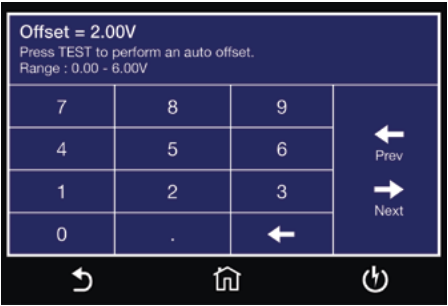 Offset = 2.00V
Press TEST to perform an auto offset.
Range : 0.00 - 6.00V
7 8 9
4 5 6
Prev
1 2 3
Next
0 .